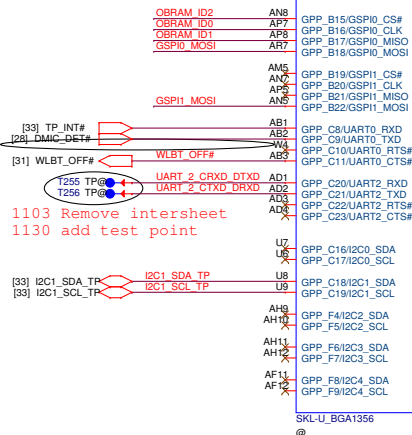 OBRAM_ID2 AN8 GPP_B15/GSPI0_CS#
OBRAM_ID0 AP7 GPP_B16/GSPI0_CLK
OBRAM_ID1 AP8 GPP_B17/GSPI0_MISO
GSPI0_MOSI AR7 GPP_B18/GSPI0_MOSI
AM5 GPP_B19/GSPI1_CS#
AN7 GPP_B20/GSPI1_CLK
AP5 GPP_B21/GSPI1_MISO
GSPI1_MOSI AN5 GPP_B22/GSPI1_MOSI
[33] TP_INT# AB1 GPP_C8/UART0_RXD
[28] DMIC_DET# AB2 GPP_C9/UART0_TXD
W4 GPP_C10/UART0_RTS#
[31] WLBT_OFF# WLBT_OFF# AB3 GPP_C11/UART0_CTS#
T255 TP@ UART_2_CRXD_DTXD AD1 GPP_C20/UART2_RXD
T256 TP@ UART_2_CTXD_DRXD AD2 GPP_C21/UART2_TXD
AD3 GPP_C22/UART2_RTS#
AD4 GPP_C23/UART2_CTS#
1103 Remove intersheet
1130 add test point
U7 GPP_C16/I2C0_SDA
U6 GPP_C17/I2C0_SCL
[33] I2C1_SDA_TP I2C1_SDA_TP U8 GPP_C18/I2C1_SDA
[33] I2C1_SCL_TP I2C1_SCL_TP U9 GPP_C19/I2C1_SCL
AH9 GPP_F4/I2C2_SDA
AH10 GPP_F5/I2C2_SCL
AH11 GPP_F6/I2C3_SDA
AH12 GPP_F7/I2C3_SCL
AF11 GPP_F8/I2C4_SDA
AF12 GPP_F9/I2C4_SCL
SKL-U_BGA1356
@